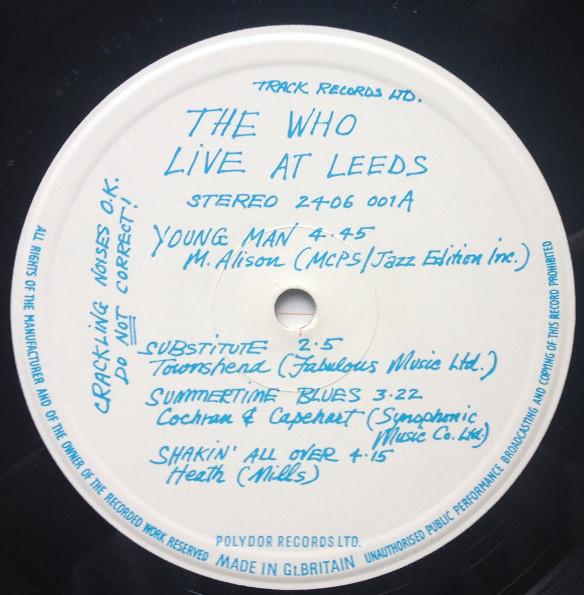 TRACK RECORDS LTD.
THE WHO
LIVE AT LEEDS
STEREO 2406 001A
CRACKLING NOISES O.K.
DO NOT CORRECT!
YOUNG MAN 4.45
M. Alison (MCPS/Jazz Edition Inc.)
SUBSTITUTE 2.5
Townshend (Fabulous Music Ltd.)
SUMMERTIME BLUES 3.22
Cochran & Capehart (Synophonic
Music Co. Ltd)
SHAKIN' ALL OVER 4.15
Heath (Mills)
POLYDOR RECORDS LTD.
ALL RIGHTS OF THE MANUFACTURER AND OF THE OWNER OF THE RECORDED WORK RESERVED
MADE IN Gt.BRITAIN
UNAUTHORISED PUBLIC PERFORMANCE BROADCASTING AND COPYING OF THIS RECORD PROHIBITED